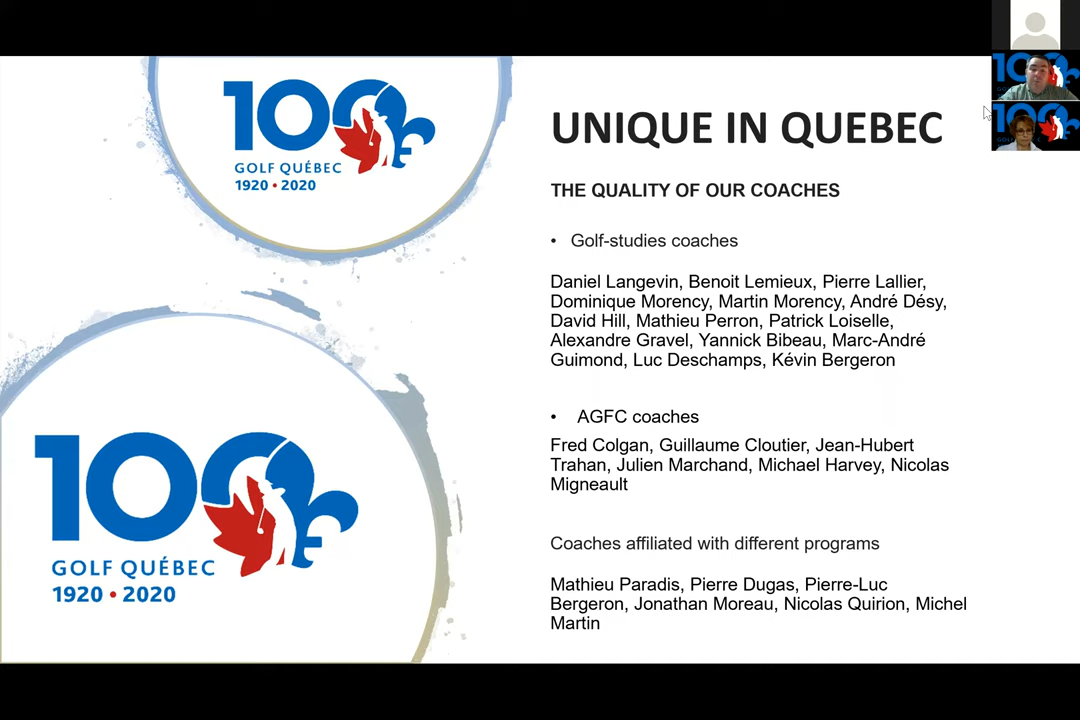 100
GOLF QUÉBEC
1920 • 2020
UNIQUE IN QUEBEC
THE QUALITY OF OUR COACHES
• Golf-studies coaches
Daniel Langevin, Benoit Lemieux, Pierre Lallier,
Dominique Morency, Martin Morency, André Désy,
David Hill, Mathieu Perron, Patrick Loiselle,
Alexandre Gravel, Yannick Bibeau, Marc-André
Guimond, Luc Deschamps, Kévin Bergeron
• AGFC coaches
Fred Colgan, Guillaume Cloutier, Jean-Hubert
Trahan, Julien Marchand, Michael Harvey, Nicolas
Migneault
Coaches affiliated with different programs
Mathieu Paradis, Pierre Dugas, Pierre-Luc
Bergeron, Jonathan Moreau, Nicolas Quirion, Michel
Martin
100
GOLF QUÉBEC
1920 • 2020